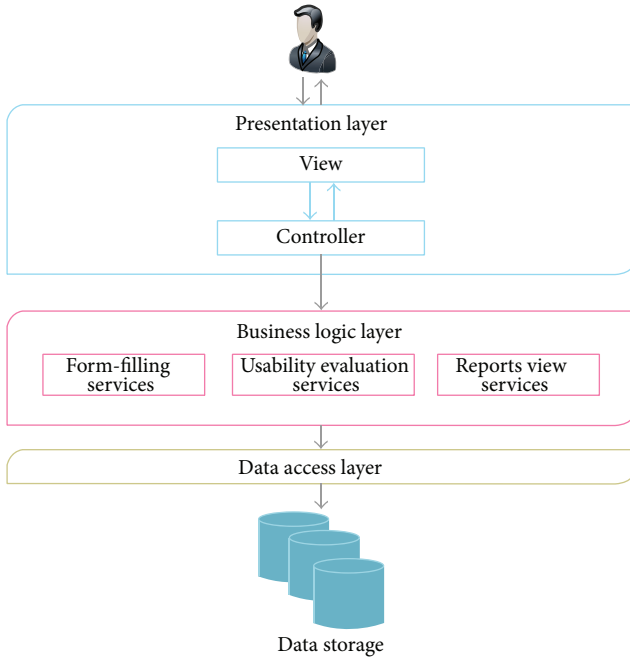 Presentation layer
View
Controller
Business logic layer
Form-filling
services
Usability evaluation
services
Reports view
services
Data access layer
Data storage